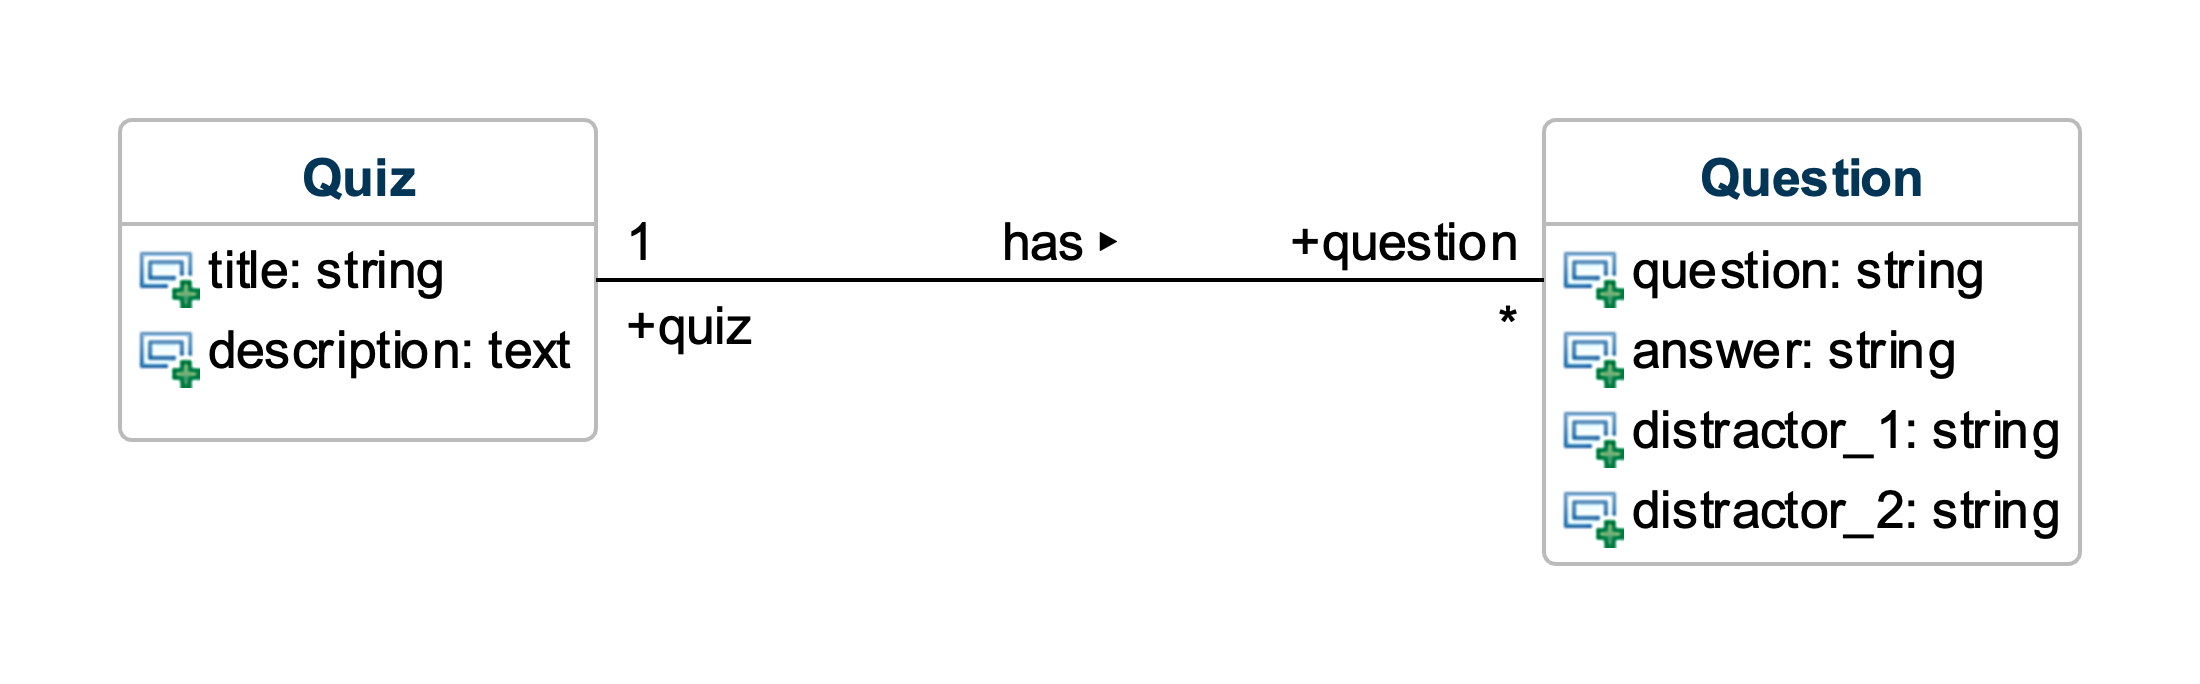 Quiz
title: string
description: text
1
has ▸
+question
+quiz
*
Question
question: string
answer: string
distractor_1: string
distractor_2: string